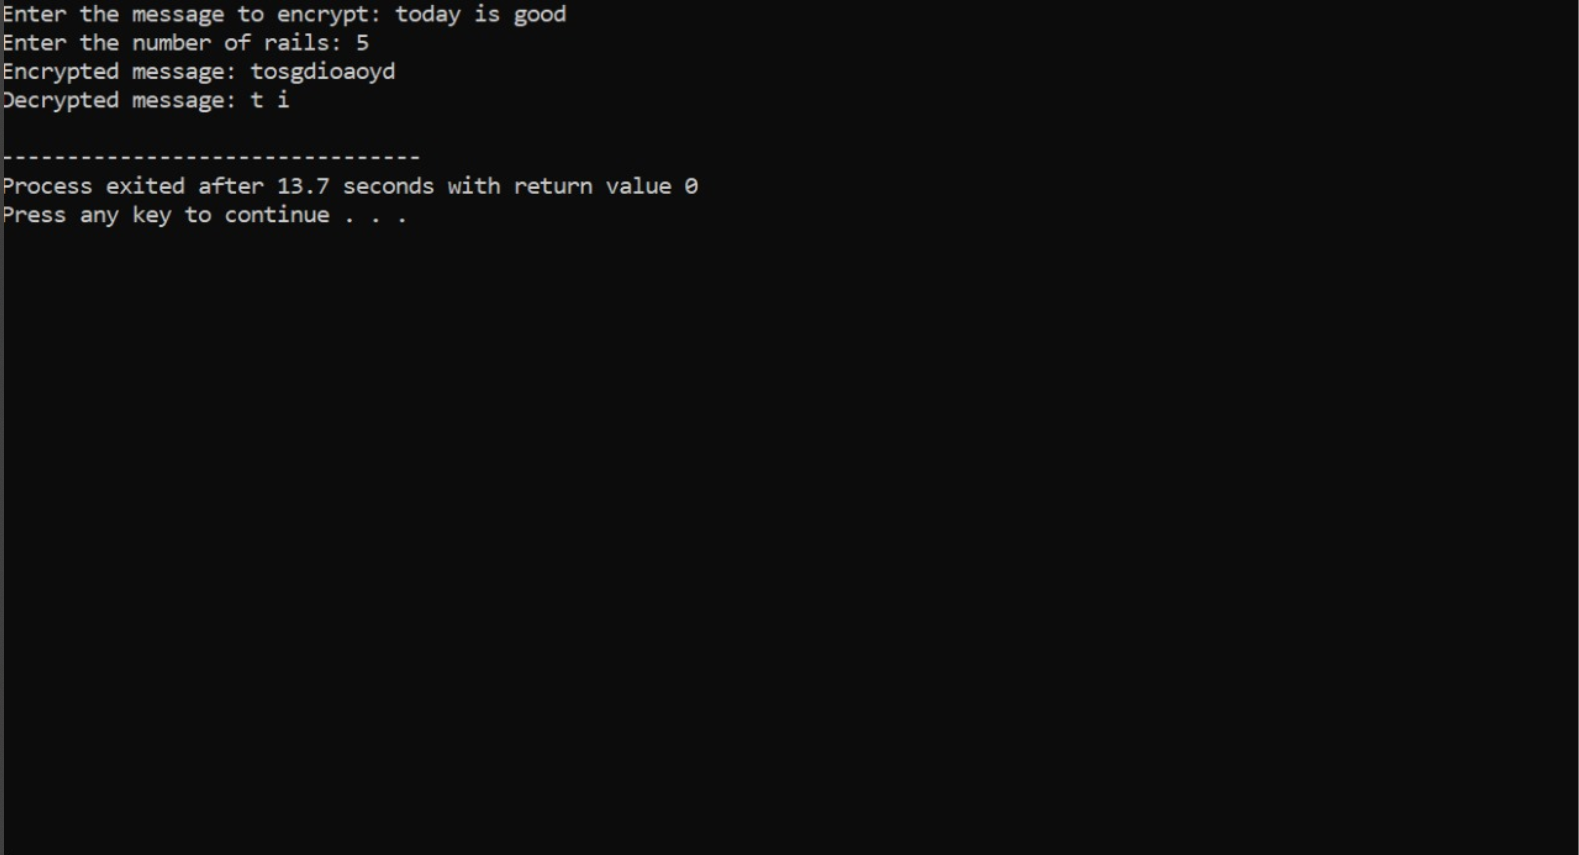 Enter the message to encrypt: today is good
Enter the number of rails: 5
Encrypted message: tosgdioaoyd
Decrypted message: t i
--------------------------------
Process exited after 13.7 seconds with return value 0
Press any key to continue . . .